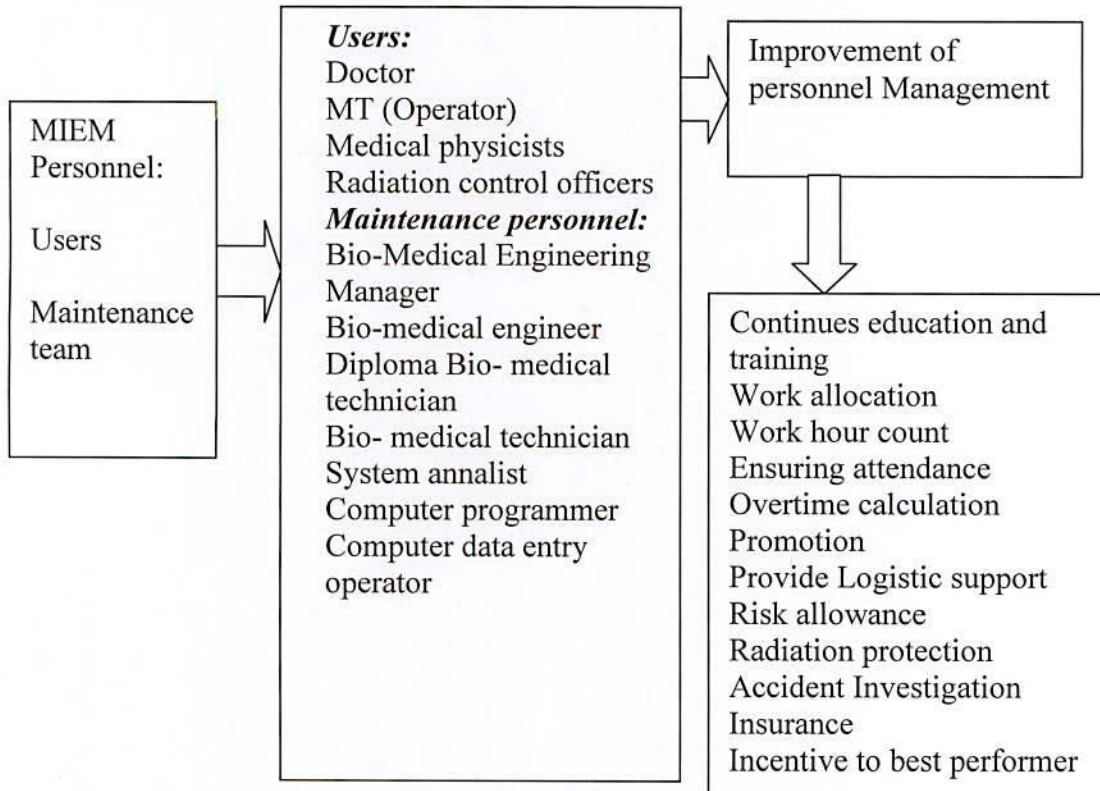 MIEM
Personnel:
Users
Maintenance
team
Users:
Doctor
MT (Operator)
Medical physicists
Radiation control officers
Maintenance personnel:
Bio-Medical Engineering
Manager
Bio-medical engineer
Diploma Bio- medical
technician
Bio- medical technician
System annalist
Computer programmer
Computer data entry
operator
Improvement of
personnel Management
Continues education and
training
Work allocation
Work hour count
Ensuring attendance
Overtime calculation
Promotion
Provide Logistic support
Risk allowance
Radiation protection
Accident Investigation
Insurance
Incentive to best performer